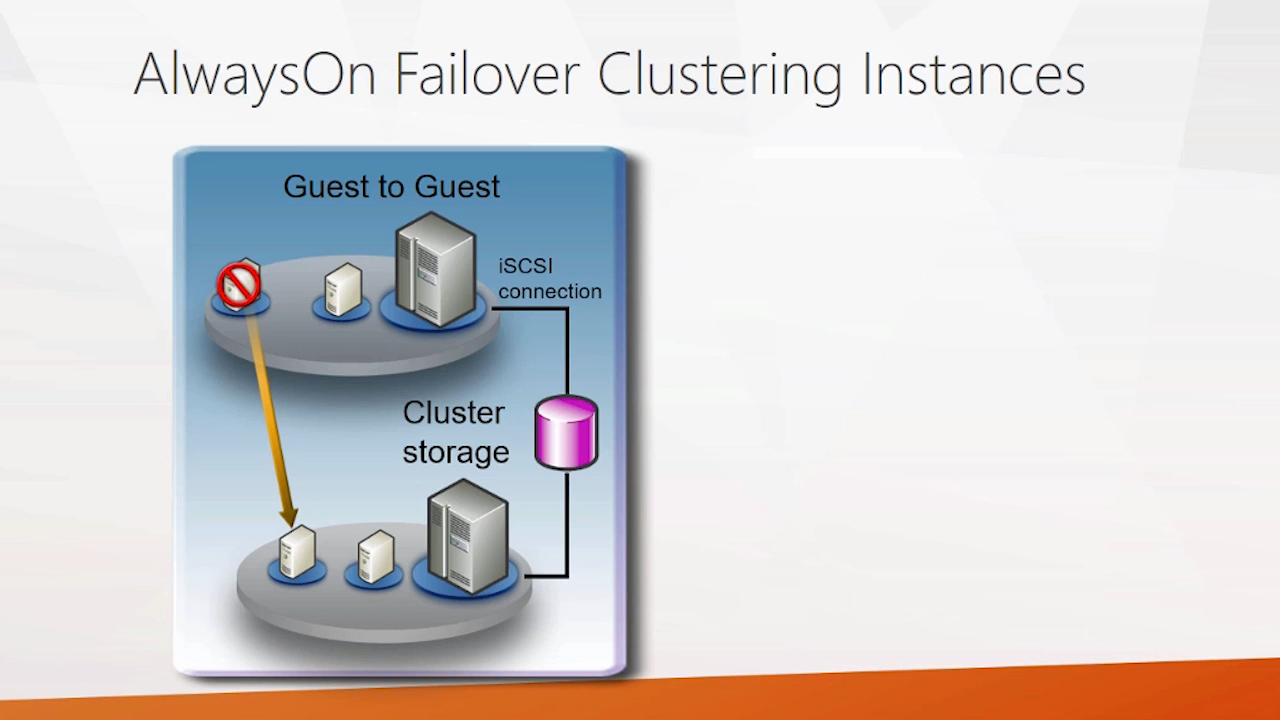 AlwaysOn Failover Clustering Instances
Guest to Guest
iSCSI
connection
Cluster
storage